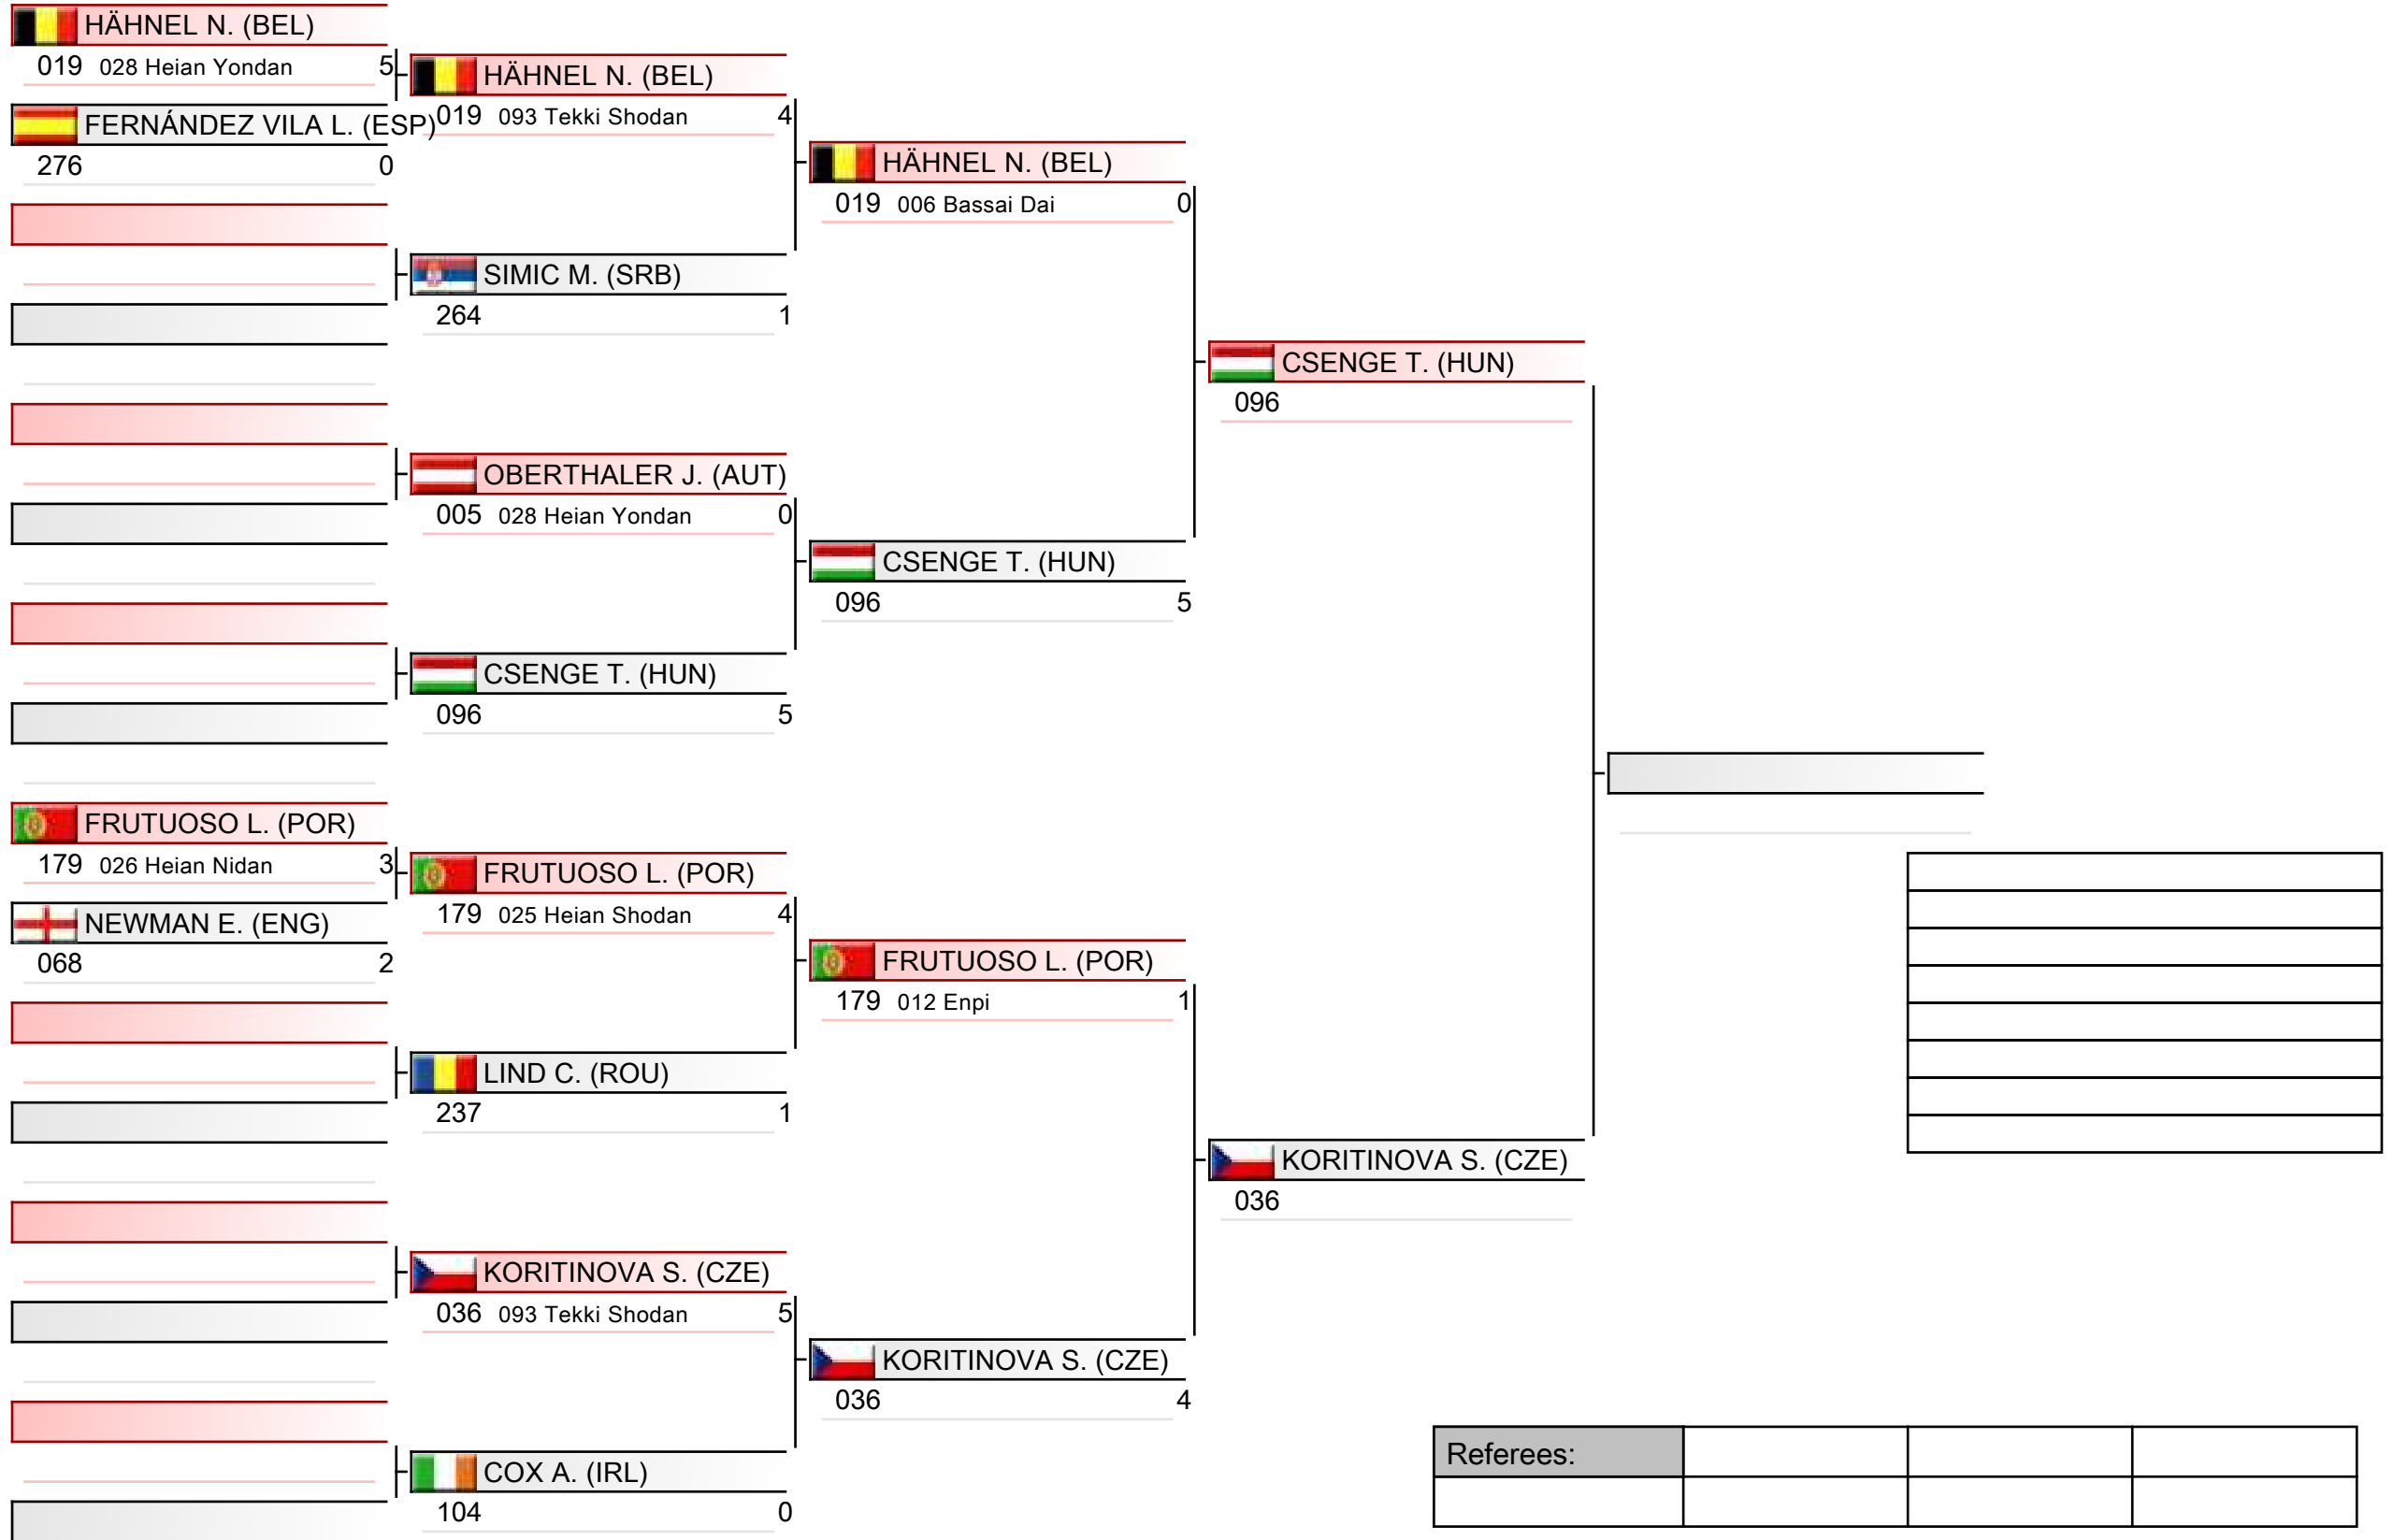 HÄHNEL N. (BEL)
019 028 Heian Yondan 5
FERNÁNDEZ VILA L. (ESP)
276 0
FRUTUOSO L. (POR)
179 026 Heian Nidan 3
NEWMAN E. (ENG)
068 2
HÄHNEL N. (BEL)
019 093 Tekki Shodan 4
SIMIC M. (SRB)
264 1
OBERTHALER J. (AUT)
005 028 Heian Yondan 0
CSENGE T. (HUN)
096 5
FRUTUOSO L. (POR)
179 025 Heian Shodan 4
LIND C. (ROU)
237 1
KORITINOVA S. (CZE)
036 093 Tekki Shodan 5
COX A. (IRL)
104 0
HÄHNEL N. (BEL)
019 006 Bassai Dai 0
CSENGE T. (HUN)
096 5
FRUTUOSO L. (POR)
179 012 Enpi 1
KORITINOVA S. (CZE)
036 4
CSENGE T. (HUN)
096
KORITINOVA S. (CZE)
036
Referees: